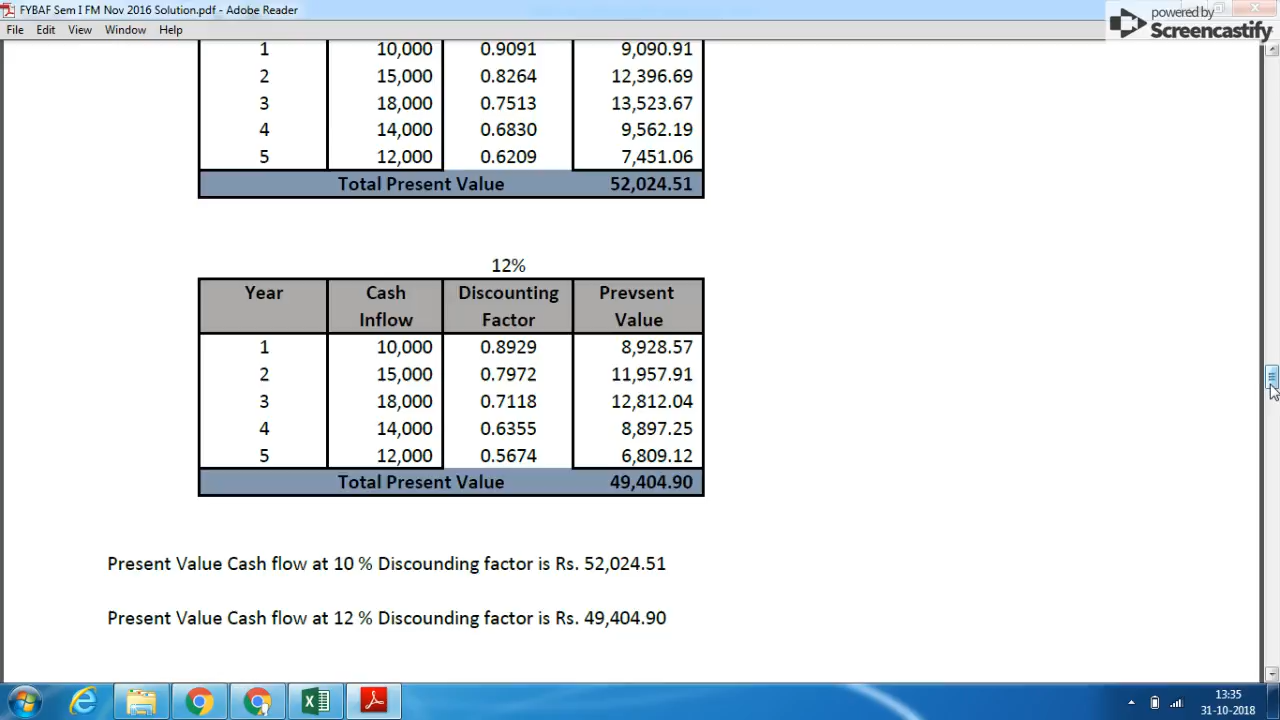 FYBAF Sem I FM Nov 2016 Solution.pdf - Adobe Reader
powered by
Screencastify
File Edit View Window Help
1 10,000 0.9091 9,090.91
2 15,000 0.8264 12,396.69
3 18,000 0.7513 13,523.67
4 14,000 0.6830 9,562.19
5 12,000 0.6209 7,451.06
Total Present Value 52,024.51
12%
Year Cash Discounting Prevsent
Inflow Factor Value
1 10,000 0.8929 8,928.57
2 15,000 0.7972 11,957.91
3 18,000 0.7118 12,812.04
4 14,000 0.6355 8,897.25
5 12,000 0.5674 6,809.12
Total Present Value 49,404.90
Present Value Cash flow at 10 % Discounding factor is Rs. 52,024.51
Present Value Cash flow at 12 % Discounding factor is Rs. 49,404.90
13:35
31-10-2018